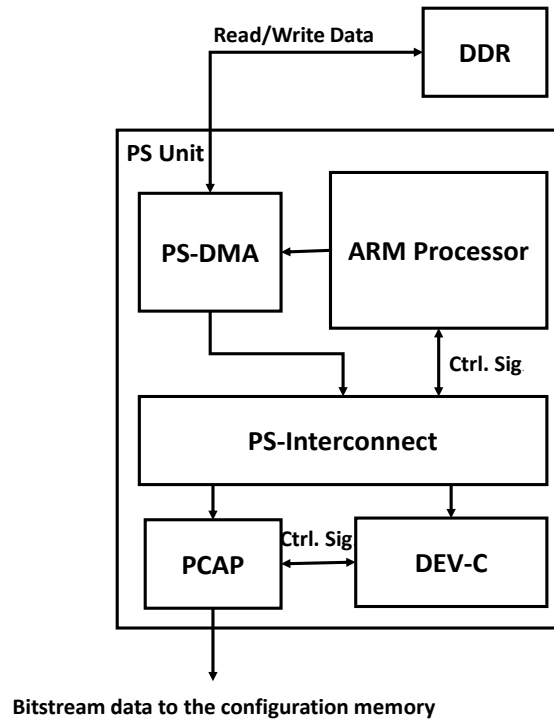 Read/Write Data
DDR
PS Unit
PS-DMA
ARM Processor
Ctrl. Sig.
PS-Interconnect
PCAP
Ctrl. Sig
DEV-C
Bitstream data to the configuration memory